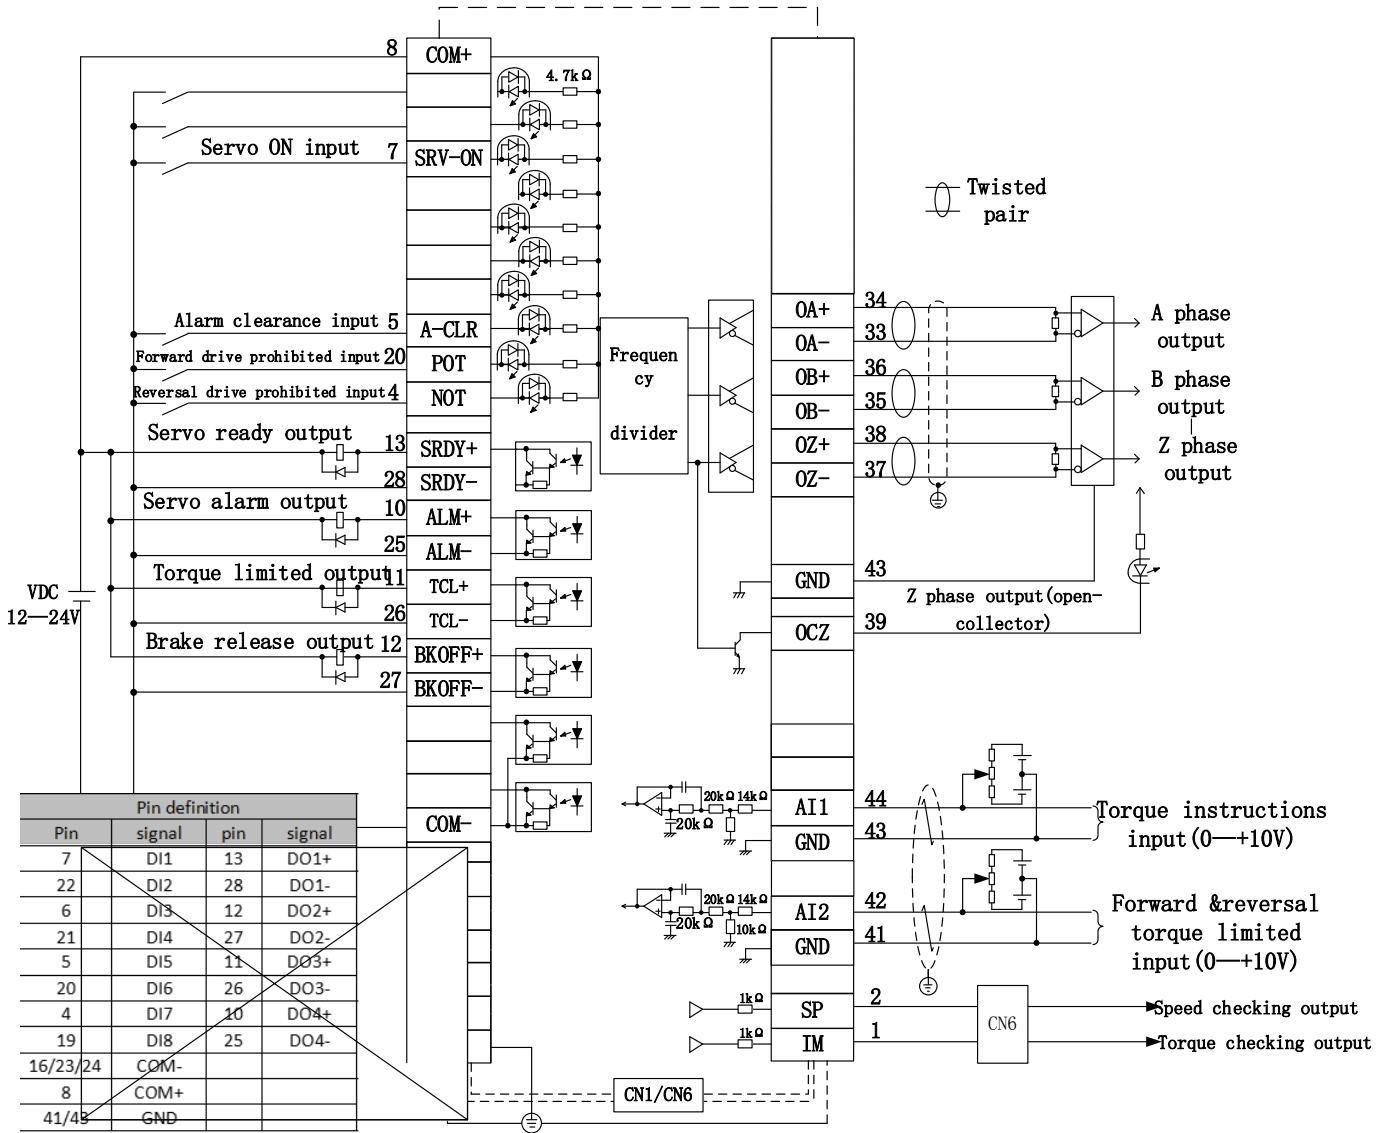 8 COM+
4.7kΩ
Servo ON input 7 SRV-ON
Alarm clearance input 5 A-CLR
Forward drive prohibited input 20 POT
Reversal drive prohibited input 4 NOT
Servo ready output 13 SRDY+
28 SRDY-
Servo alarm output 10 ALM+
25 ALM-
Torque limited output 11 TCL+
26 TCL-
Brake release output 12 BKOFF+
27 BKOFF-
COM-
VDC
12—24V
Frequen
cy
divider
Twisted
pair
OA+ 34
OA- 33
OB+ 36
OB- 35
OZ+ 38
OZ- 37
A phase
output
B phase
output
Z phase
output
GND 43
Z phase output(open-
collector)
OCZ 39
20kΩ 14kΩ
20kΩ
AI1 44
GND 43
Torque instructions
input(0—+10V)
20kΩ 14kΩ
20kΩ 10kΩ
AI2 42
GND 41
Forward &reversal
torque limited
input(0—+10V)
1kΩ SP 2
1kΩ IM 1
CN6
Speed checking output
Torque checking output
CN1/CN6
Pin definition
Pin signal pin signal
7 DI1 13 DO1+
22 DI2 28 DO1-
6 DI3 12 DO2+
21 DI4 27 DO2-
5 DI5 11 DO3+
20 DI6 26 DO3-
4 DI7 10 DO4+
19 DI8 25 DO4-
16/23/24 COM-
8 COM+
41/43 GND